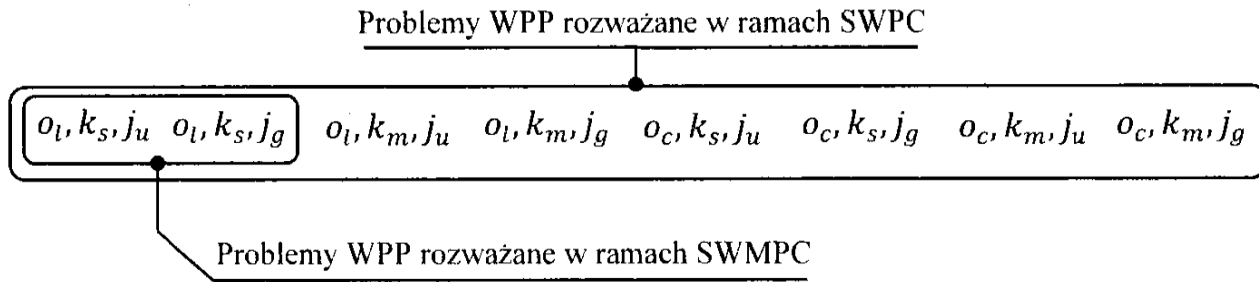 Problemy WPP rozważane w ramach SWPC
o_l, k_s, j_u o_l, k_s, j_g o_l, k_m, j_u o_l, k_m, j_g o_c, k_s, j_u o_c, k_s, j_g o_c, k_m, j_u o_c, k_m, j_g
Problemy WPP rozważane w ramach SWMPC